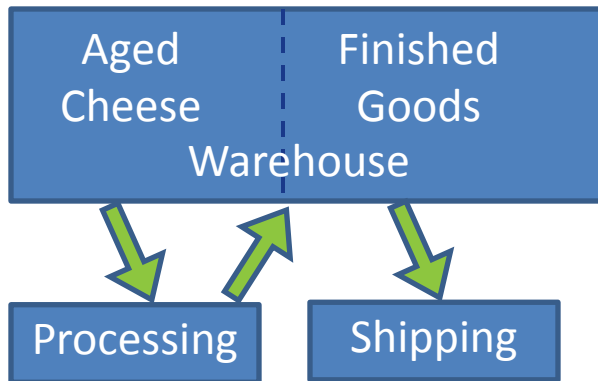 Aged
Cheese
Finished
Goods
Warehouse
Processing
Shipping